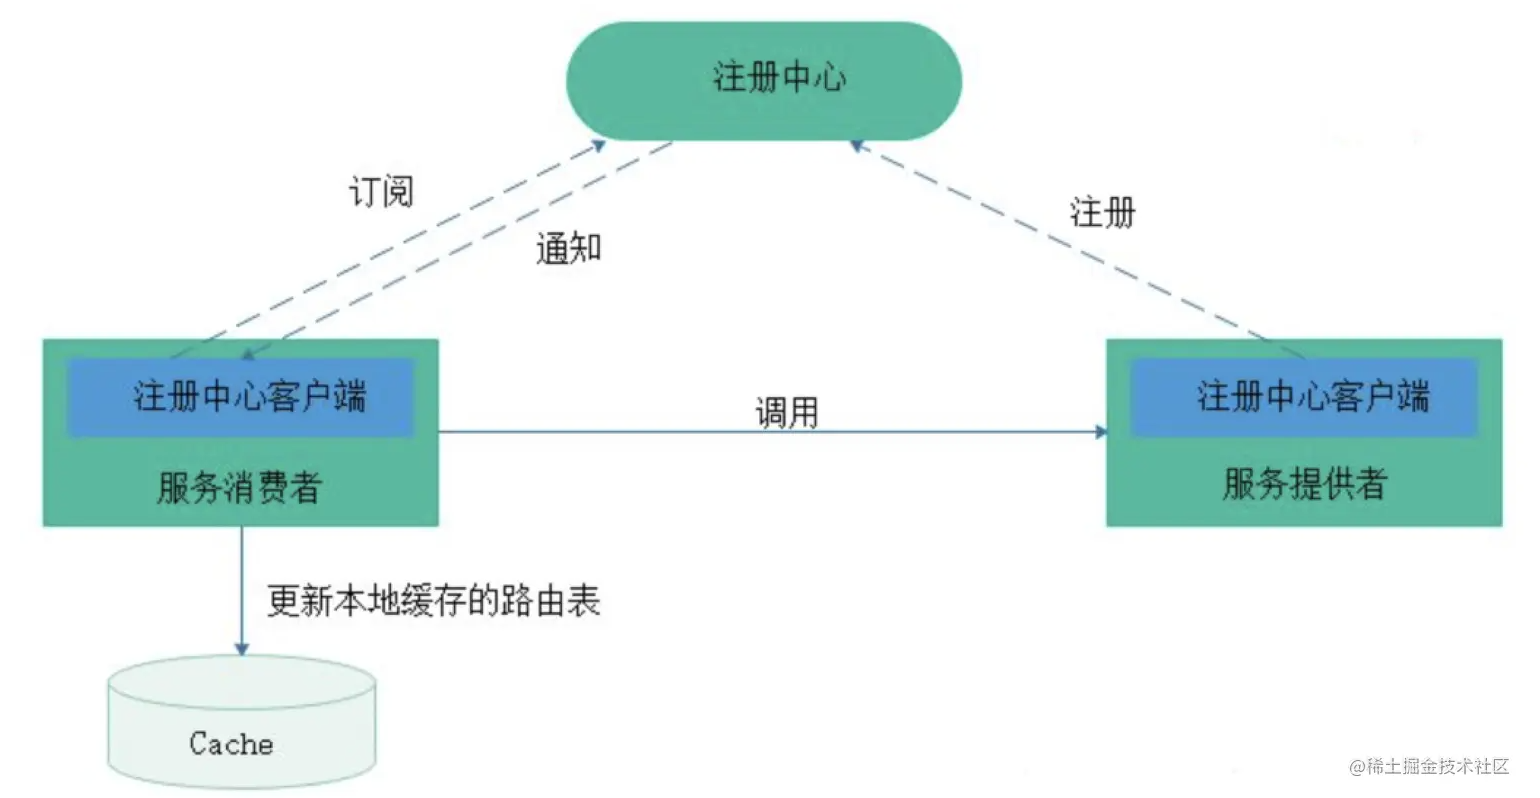 注册中心
订阅
通知
注册
注册中心客户端
服务消费者
调用
注册中心客户端
服务提供者
更新本地缓存的路由表
Cache
@稀土掘金技术社区